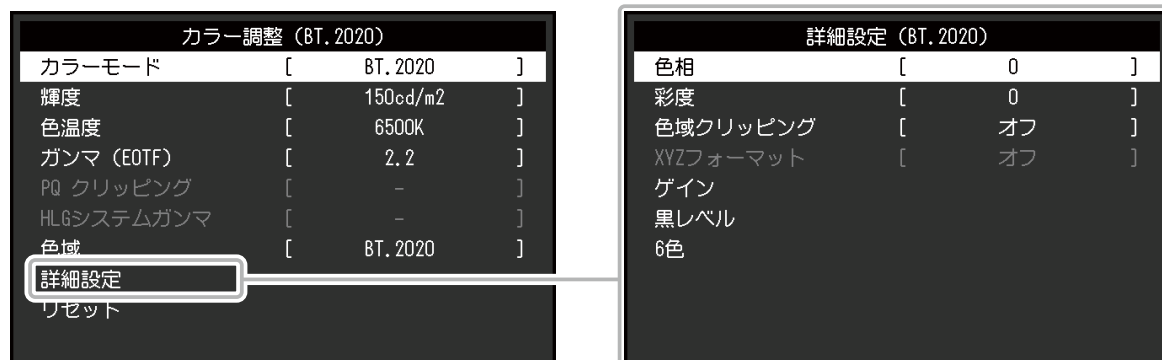 カラー調整 (BT.2020)
カラーモード [ BT.2020 ]
輝度 [ 150cd/m2 ]
色温度 [ 6500K ]
ガンマ (EOTF) [ 2.2 ]
PQ クリッピング [ - ]
HLGシステムガンマ [ - ]
色域 [ BT.2020 ]
詳細設定
リセット
詳細設定 (BT.2020)
色相 [ 0 ]
彩度 [ 0 ]
色域クリッピング [ オフ ]
XYZフォーマット [ オフ ]
ゲイン
黒レベル
6色